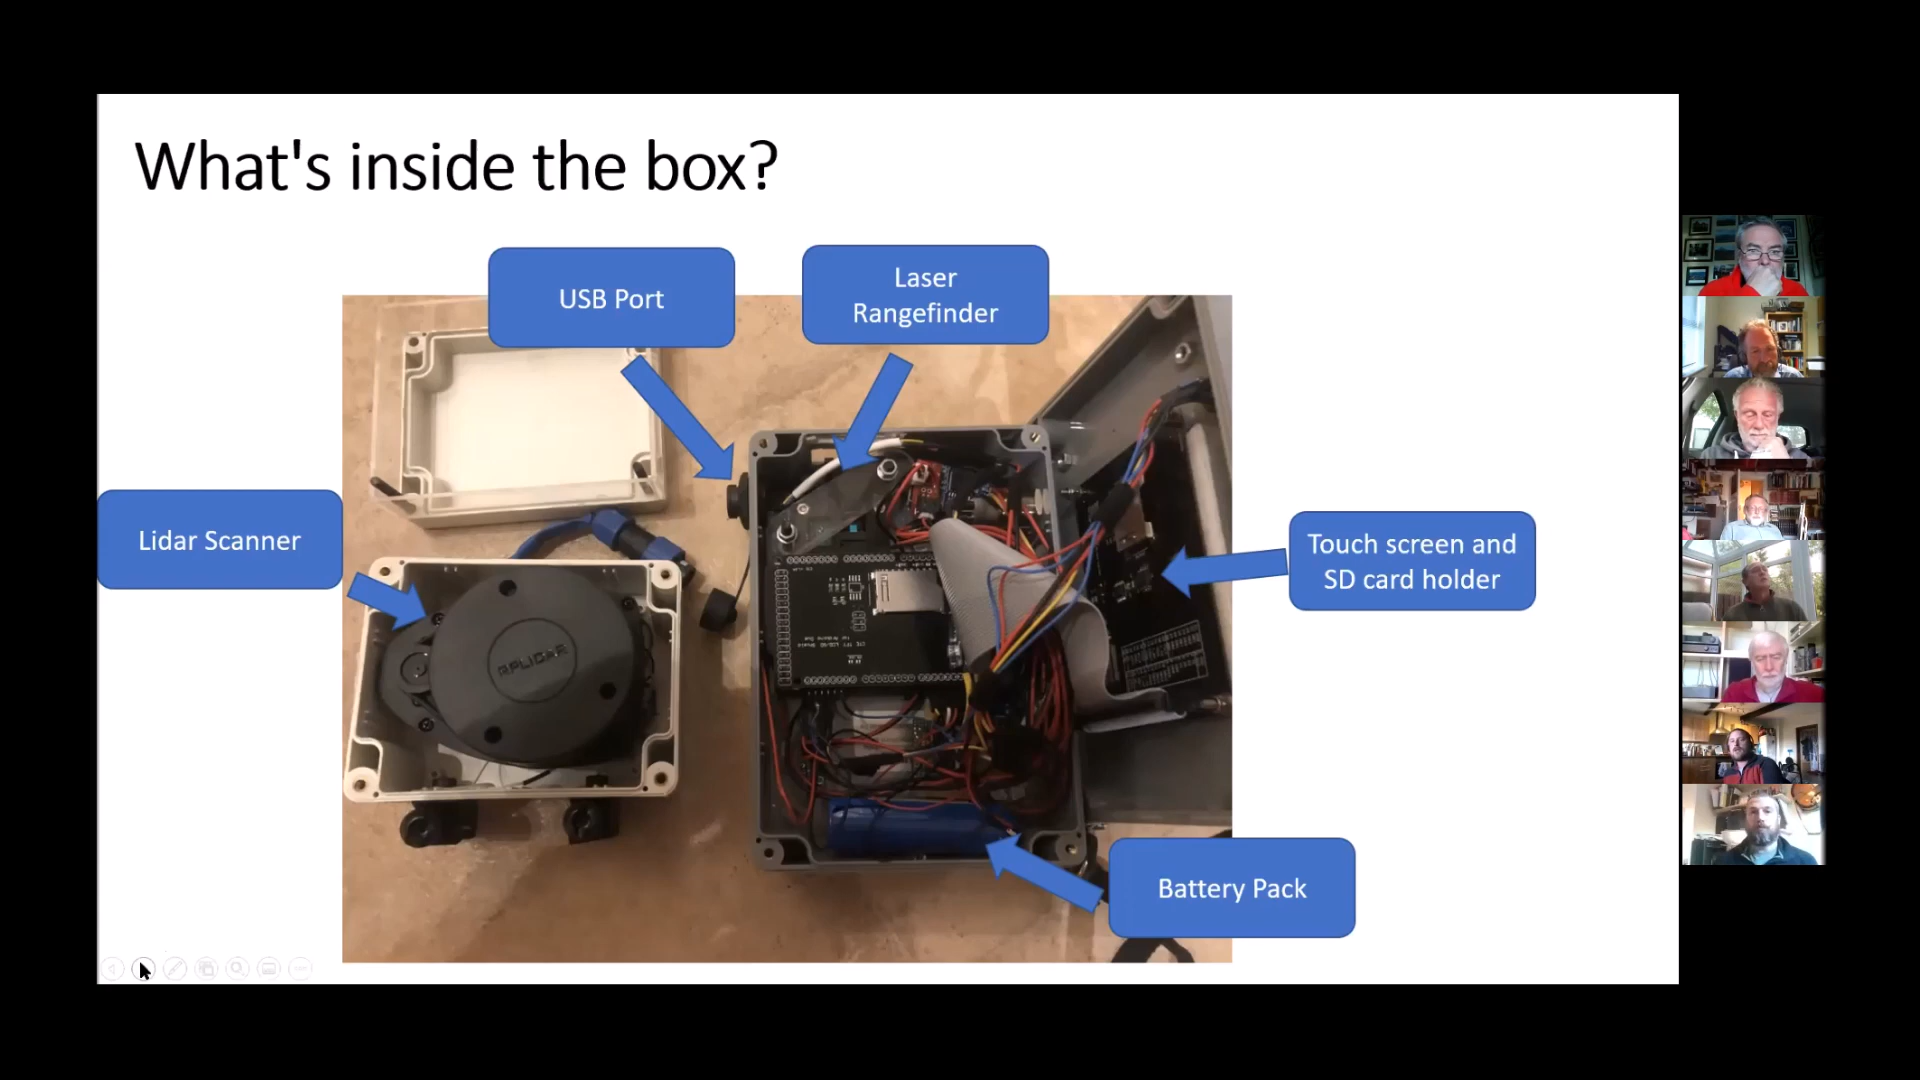 What's inside the box?
USB Port
Laser
Rangefinder
Lidar Scanner
Touch screen and
SD card holder
RPLIDAR
Battery Pack